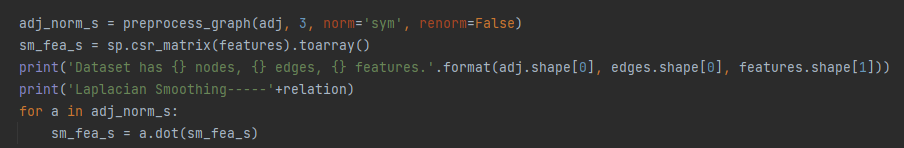 adj_norm_s = preprocess_graph(adj, 3, norm='sym', renorm=False)
sm_fea_s = sp.csr_matrix(features).toarray()
print('Dataset has {} nodes, {} edges, {} features.'.format(adj.shape[0], edges.shape[0], features.shape[1]))
print('Laplacian Smoothing-----'+relation)
for a in adj_norm_s:
    sm_fea_s = a.dot(sm_fea_s)